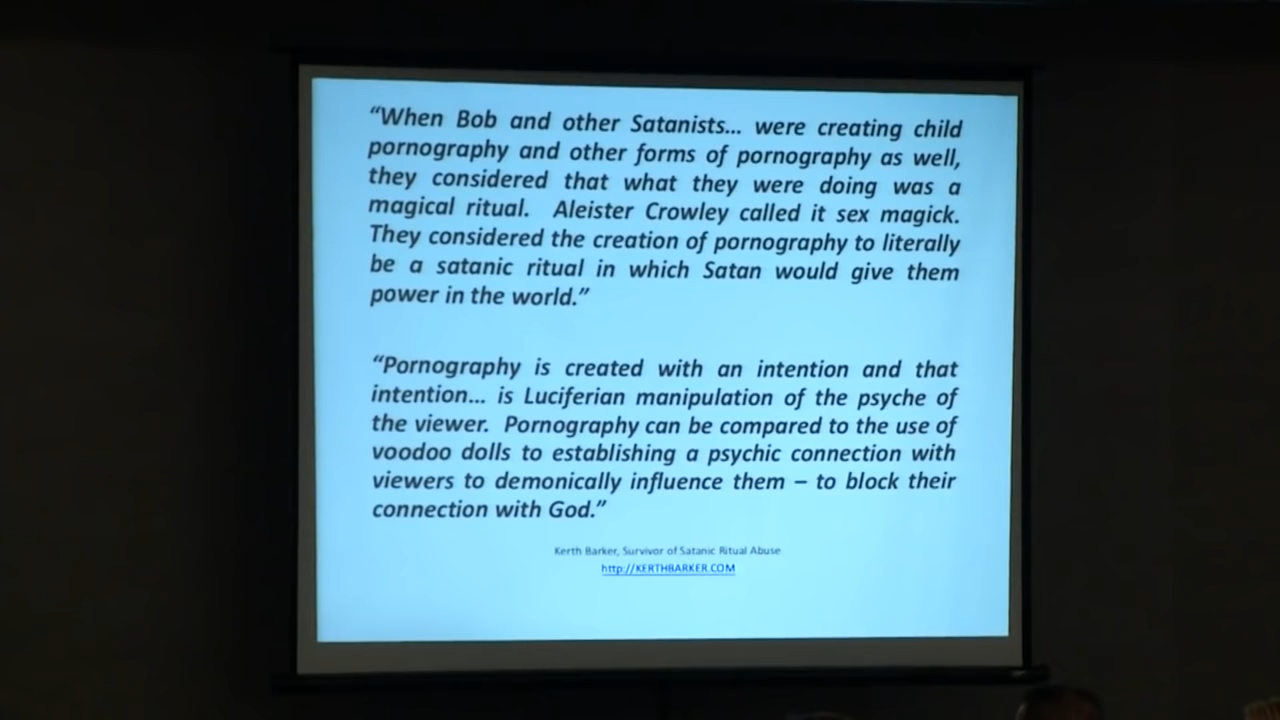 “When Bob and other Satanists... were creating child
pornography and other forms of pornography as well,
they considered that what they were doing was a
magical ritual. Aleister Crowley called it sex magick.
They considered the creation of pornography to literally
be a satanic ritual in which Satan would give them
power in the world.”
“Pornography is created with an intention and that
intention... is Luciferian manipulation of the psyche of
the viewer. Pornography can be compared to the use of
voodoo dolls to establishing a psychic connection with
viewers to demonically influence them – to block their
connection with God.”
Kerth Barker, Survivor of Satanic Ritual Abuse
http://KERTHBARKER.COM